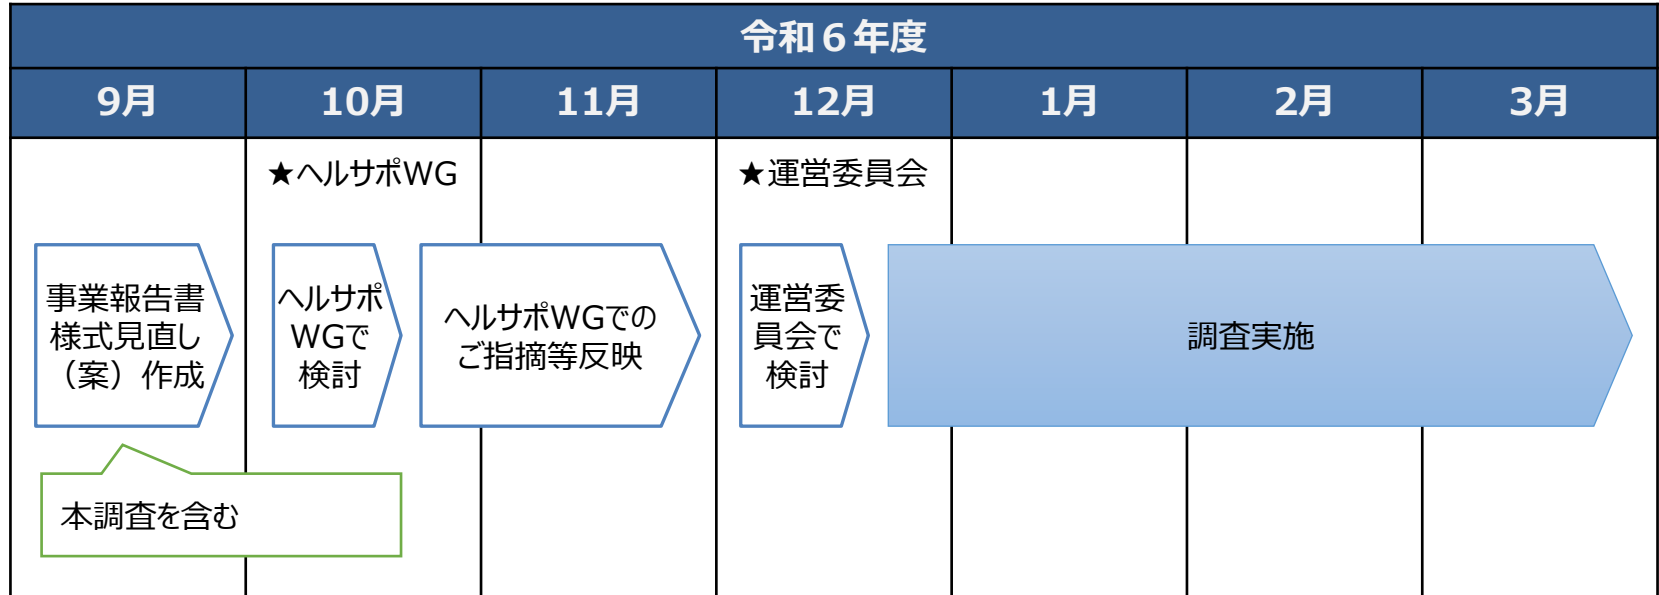 令和６年度
9月
10月
11月
12月
1月
2月
3月
★ヘルサポWG
★運営委員会
事業報告書
様式見直し
（案）作成
ヘルサポ
WGで
検討
ヘルサポWGでの
ご指摘等反映
運営委
員会で
検討
調査実施
本調査を含む